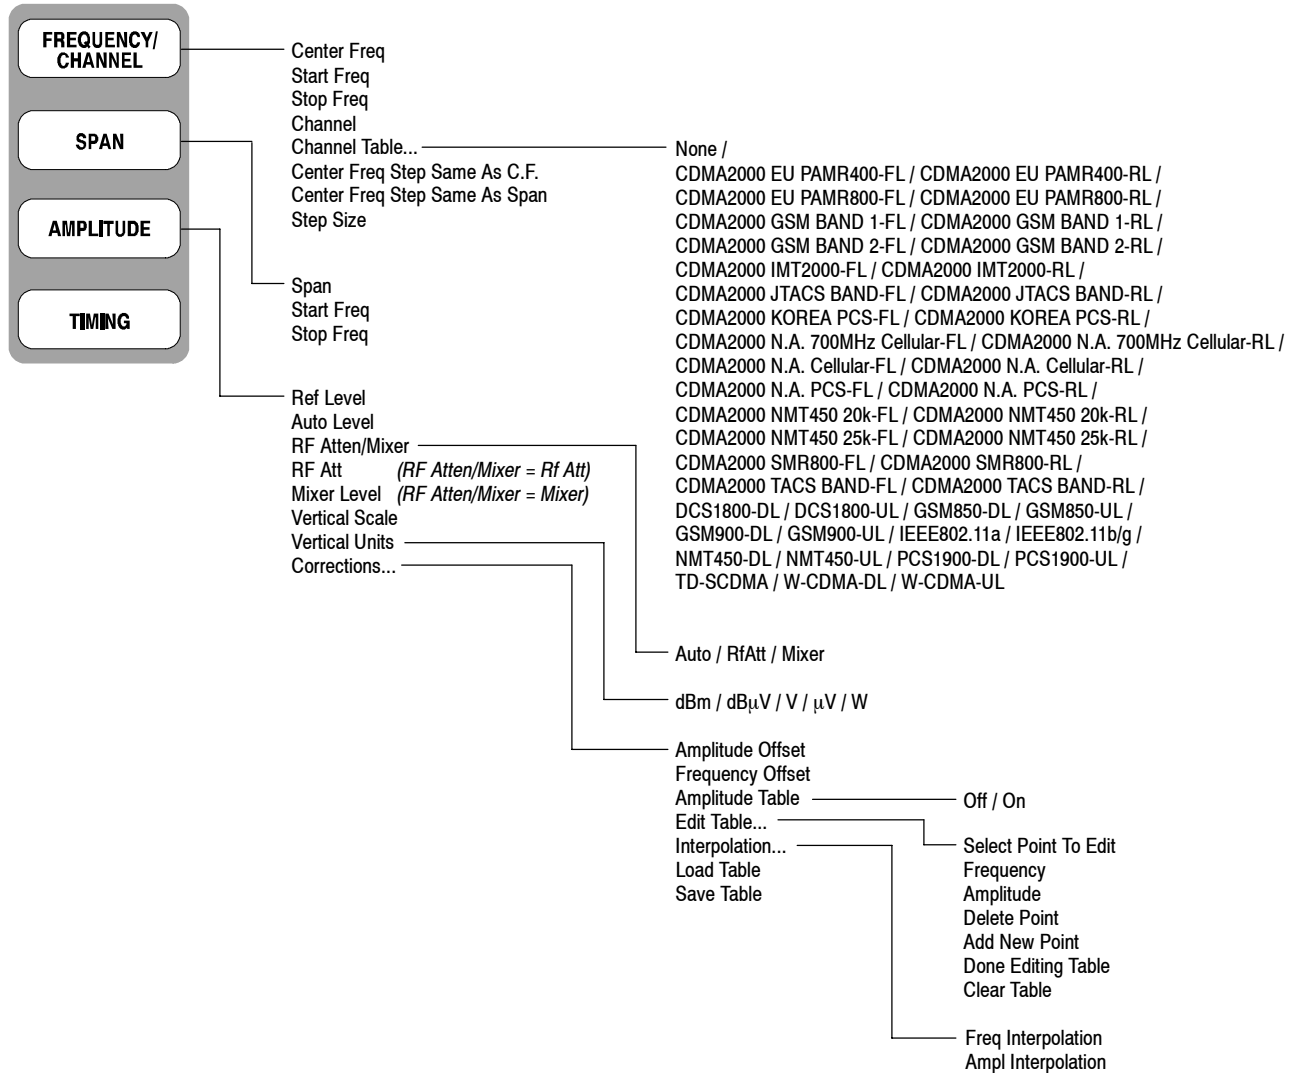 FREQUENCY/
CHANNEL
SPAN
AMPLITUDE
TIMING
Center Freq
Start Freq
Stop Freq
Channel
Channel Table...
Center Freq Step Same As C.F.
Center Freq Step Same As Span
Step Size
None /
CDMA2000 EU PAMR400-FL / CDMA2000 EU PAMR400-RL /
CDMA2000 EU PAMR800-FL / CDMA2000 EU PAMR800-RL /
CDMA2000 GSM BAND 1-FL / CDMA2000 GSM BAND 1-RL /
CDMA2000 GSM BAND 2-FL / CDMA2000 GSM BAND 2-RL /
CDMA2000 IMT2000-FL / CDMA2000 IMT2000-RL /
CDMA2000 JTACS BAND-FL / CDMA2000 JTACS BAND-RL /
CDMA2000 KOREA PCS-FL / CDMA2000 KOREA PCS-RL /
CDMA2000 N.A. 700MHz Cellular-FL / CDMA2000 N.A. 700MHz Cellular-RL /
CDMA2000 N.A. Cellular-FL / CDMA2000 N.A. Cellular-RL /
CDMA2000 N.A. PCS-FL / CDMA2000 N.A. PCS-RL /
CDMA2000 NMT450 20k-FL / CDMA2000 NMT450 20k-RL /
CDMA2000 NMT450 25k-FL / CDMA2000 NMT450 25k-RL /
CDMA2000 SMR800-FL / CDMA2000 SMR800-RL /
CDMA2000 TACS BAND-FL / CDMA2000 TACS BAND-RL /
DCS1800-DL / DCS1800-UL / GSM850-DL / GSM850-UL /
GSM900-DL / GSM900-UL / IEEE802.11a / IEEE802.11b/g /
NMT450-DL / NMT450-UL / PCS1900-DL / PCS1900-UL /
TD-SCDMA / W-CDMA-DL / W-CDMA-UL
Span
Start Freq
Stop Freq
Ref Level
Auto Level
RF Atten/Mixer
RF Att (RF Atten/Mixer = Rf Att)
Mixer Level (RF Atten/Mixer = Mixer)
Vertical Scale
Vertical Units
Corrections...
Auto / RfAtt / Mixer
dBm / dBµV / V / µV / W
Amplitude Offset
Frequency Offset
Amplitude Table
Edit Table...
Interpolation...
Load Table
Save Table
Off / On
Select Point To Edit
Frequency
Amplitude
Delete Point
Add New Point
Done Editing Table
Clear Table
Freq Interpolation
Ampl Interpolation